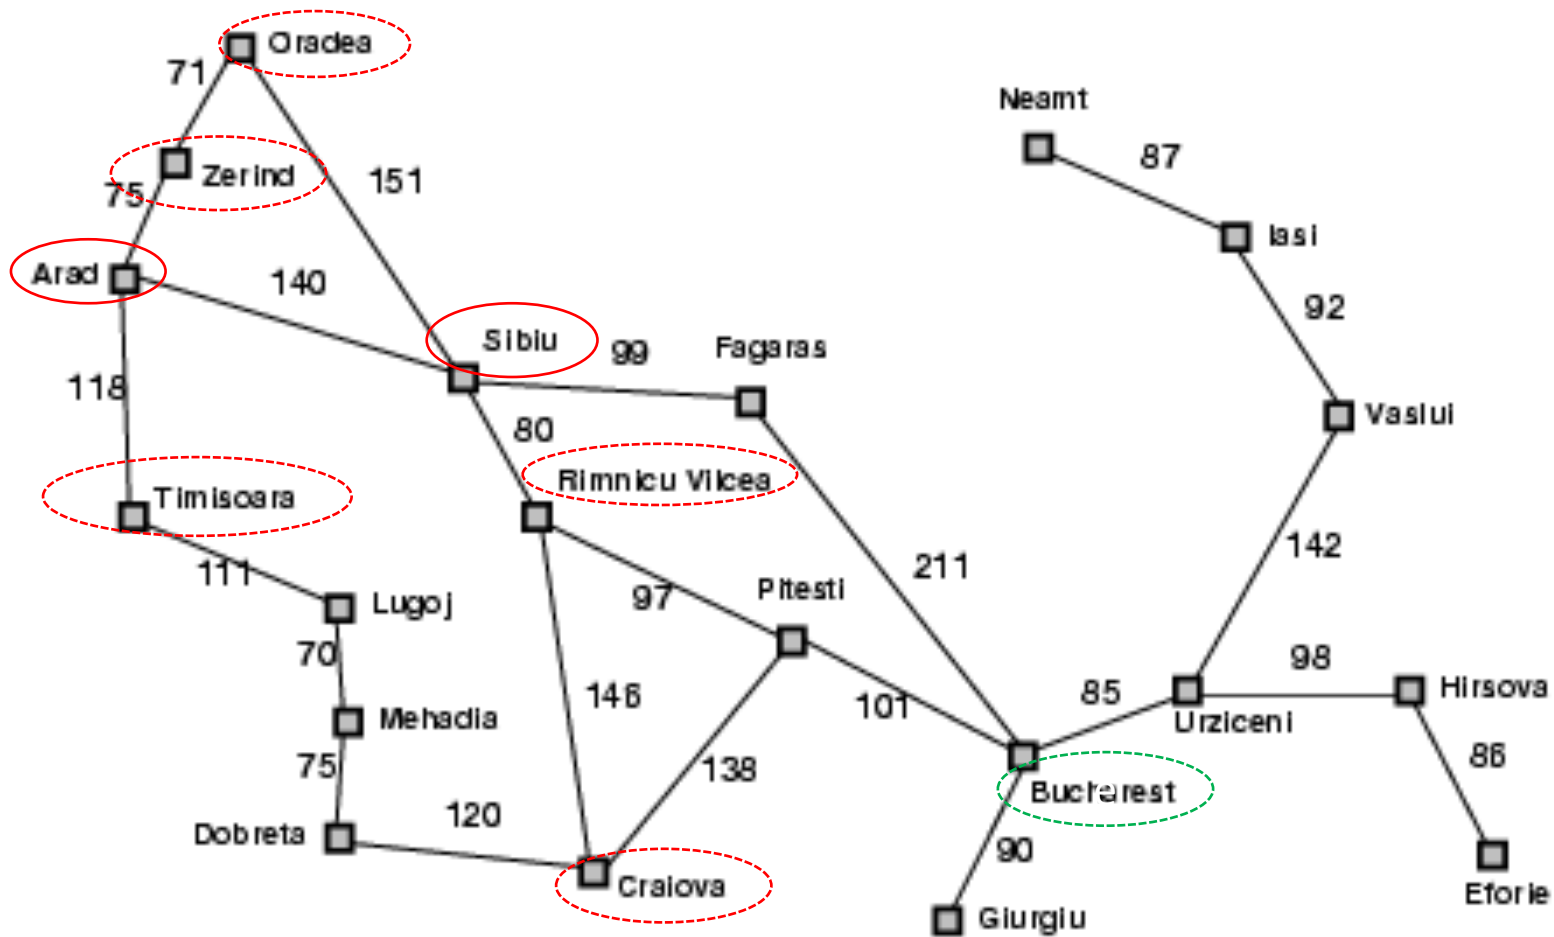 Oradea
71
Neamt
87
Zerind
151
75
Iasi
Arad
140
92
Sibiu
99
Fagaras
118
Vaslui
80
Rimnicu Vilcea
Timisoara
142
111
211
97
Pitesti
Lugoj
70
98
146
101
85
Hirsova
Mehadia
Urziceni
75
138
86
Bucharest
120
Dobreta
90
Craiova
Eforie
Giurgiu